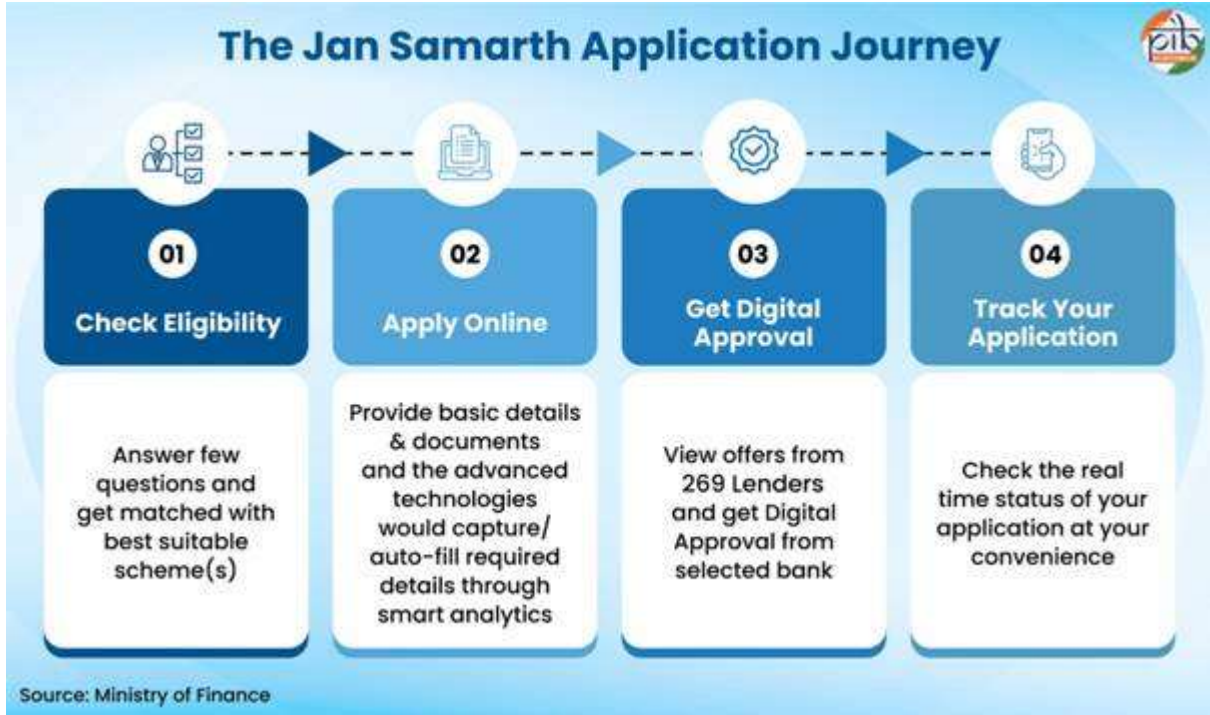 The Jan Samarth Application Journey
pib
01
Check Eligibility
Answer few
questions and
get matched with
best suitable
scheme(s)
02
Apply Online
Provide basic details
& documents
and the advanced
technologies
would capture/
auto-fill required
details through
smart analytics
03
Get Digital
Approval
View offers from
269 Lenders
and get Digital
Approval from
selected bank
04
Track Your
Application
Check the real
time status of your
application at your
convenience
Source: Ministry of Finance